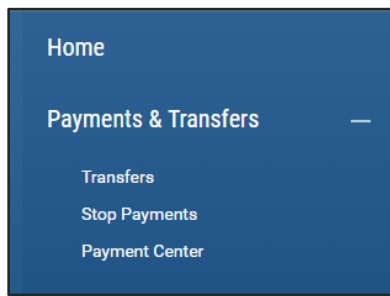 Home
Payments & Transfers
Transfers
Stop Payments
Payment Center